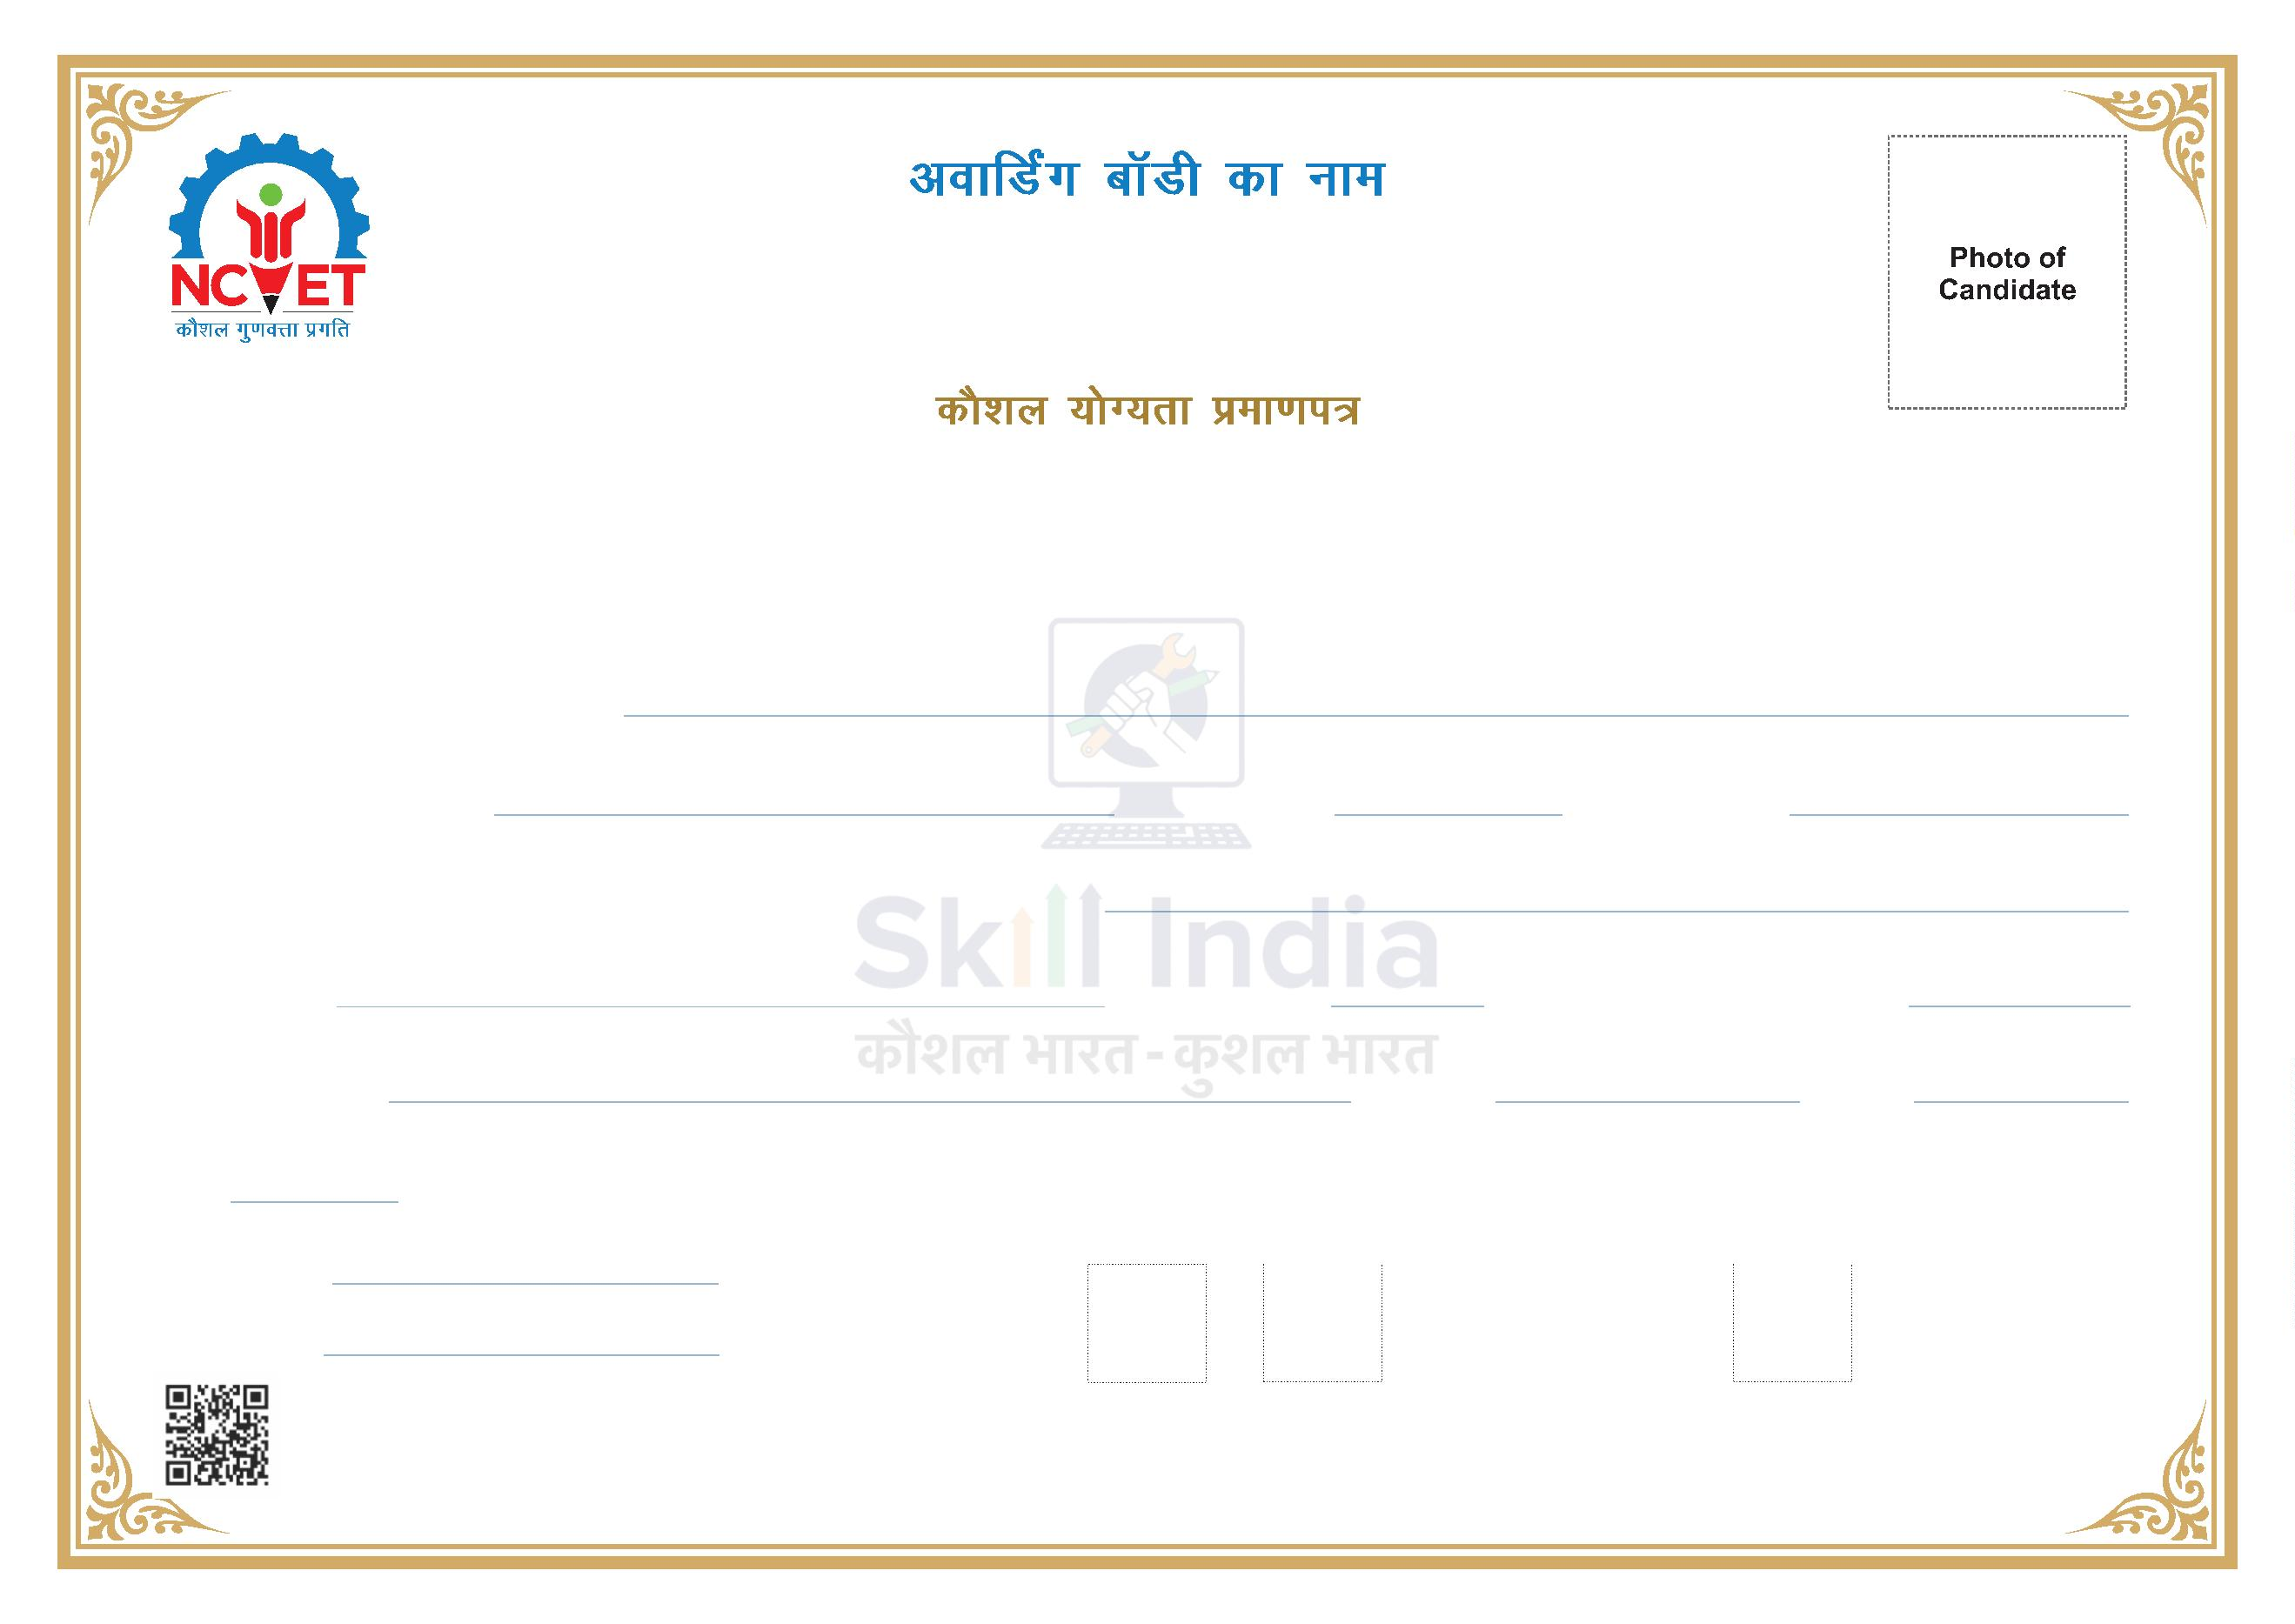 अवार्डिंग बॉडी का नाम
NCVET
कौशल गुणवत्ता प्रगति
Photo of
Candidate
कौशल योग्यता प्रमाणपत्र
Skill India
कौशल भारत - कुशल भारत